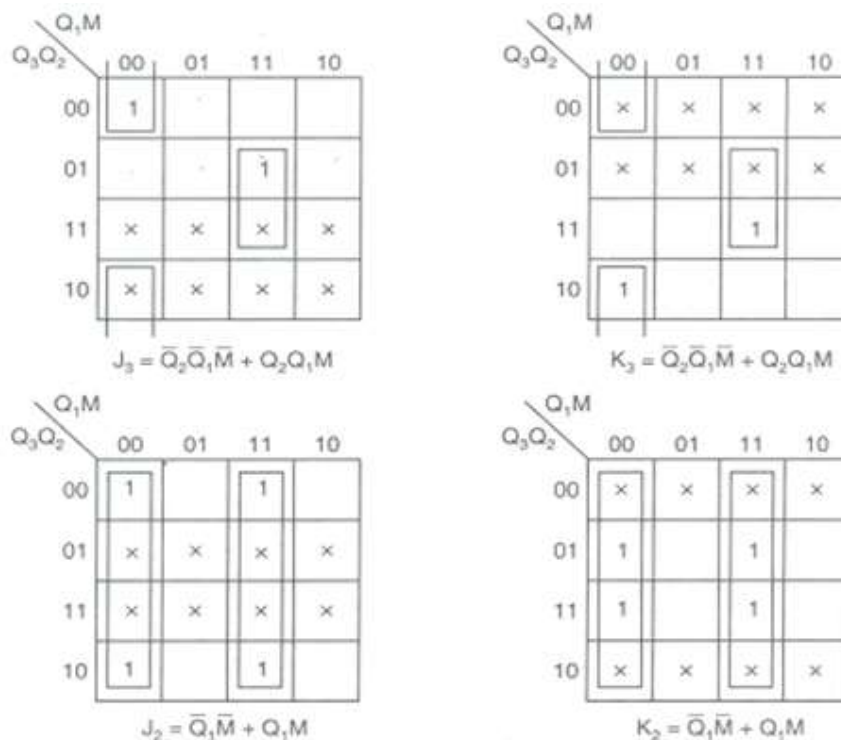 Q₁M
Q₃Q₂ 00 01 11 10
00 1
01 1
11 × × × ×
10 × × × ×
J₃ = Q̅₂Q̅₁M̅ + Q₂Q₁M
Q₁M
Q₃Q₂ 00 01 11 10
00 × × × ×
01 × × × ×
11 1
10 1
K₃ = Q̅₂Q̅₁M̅ + Q₂Q₁M
Q₁M
Q₃Q₂ 00 01 11 10
00 1 1
01 × × × ×
11 × × × ×
10 1 1
J₂ = Q̅₁M̅ + Q₁M
Q₁M
Q₃Q₂ 00 01 11 10
00 × × × ×
01 1 1
11 1 1
10 × × × ×
K₂ = Q̅₁M̅ + Q₁M